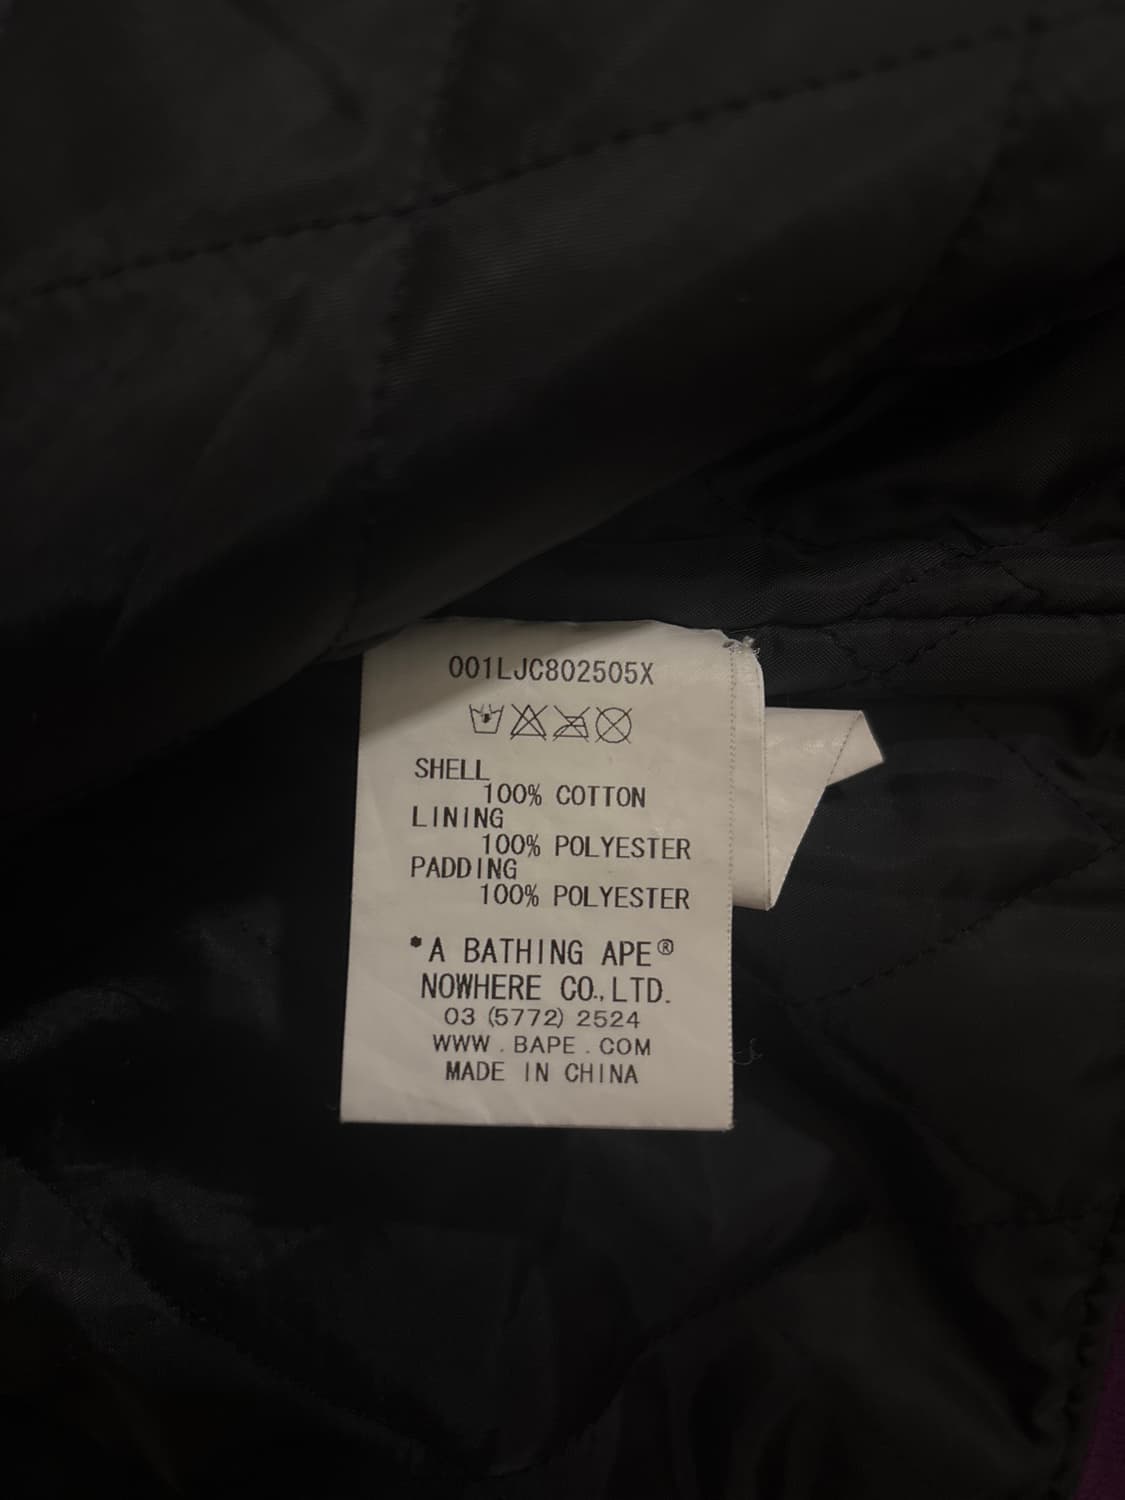 001LJC802505X
SHELL
100% COTTON
LINING
100% POLYESTER
PADDING
100% POLYESTER
*A BATHING APE®
NOWHERE CO., LTD.
03 (5772) 2524
WWW . BAPE . COM
MADE IN CHINA